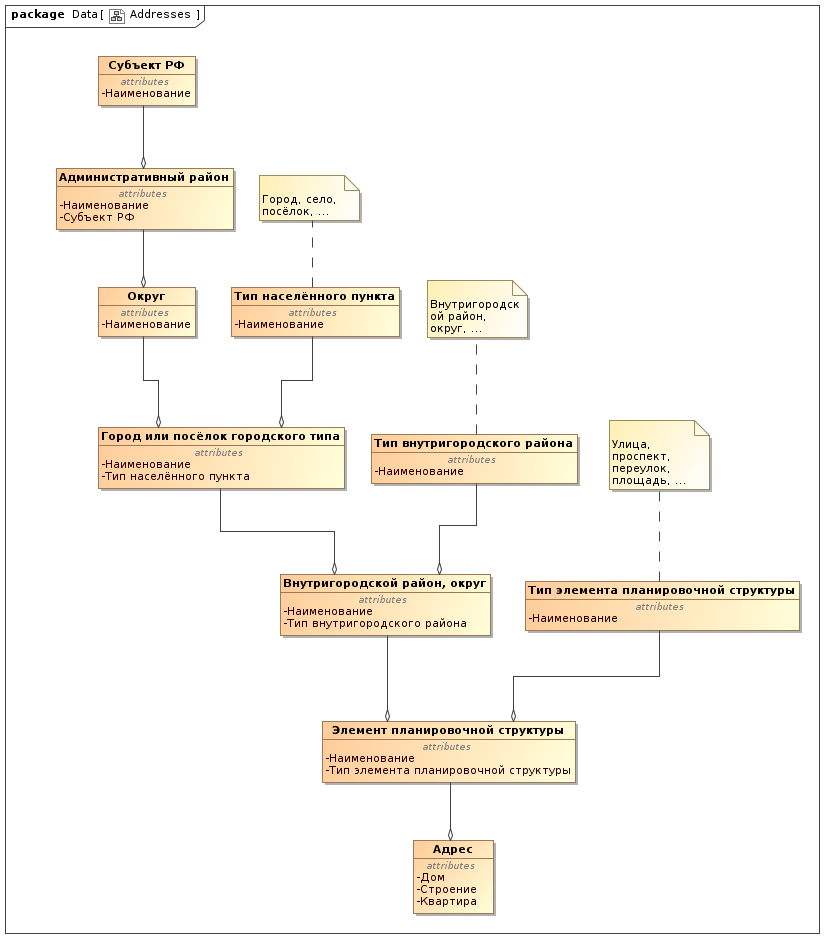 package Data[ Addresses ]
Субъект РФ
attributes
-Наименование
Административный район
attributes
-Наименование
-Субъект РФ
Город, село,
посёлок, ...
Округ
attributes
-Наименование
Тип населённого пункта
attributes
-Наименование
Внутригородск
ой район,
округ, ...
Город или посёлок городского типа
attributes
-Наименование
-Тип населённого пункта
Тип внутригородского района
attributes
-Наименование
Улица,
проспект,
переулок,
площадь, ...
Внутригородской район, округ
attributes
-Наименование
-Тип внутригородского района
Тип элемента планировочной структуры
attributes
-Наименование
Элемент планировочной структуры
attributes
-Наименование
-Тип элемента планировочной структуры
Адрес
attributes
-Дом
-Строение
-Квартира